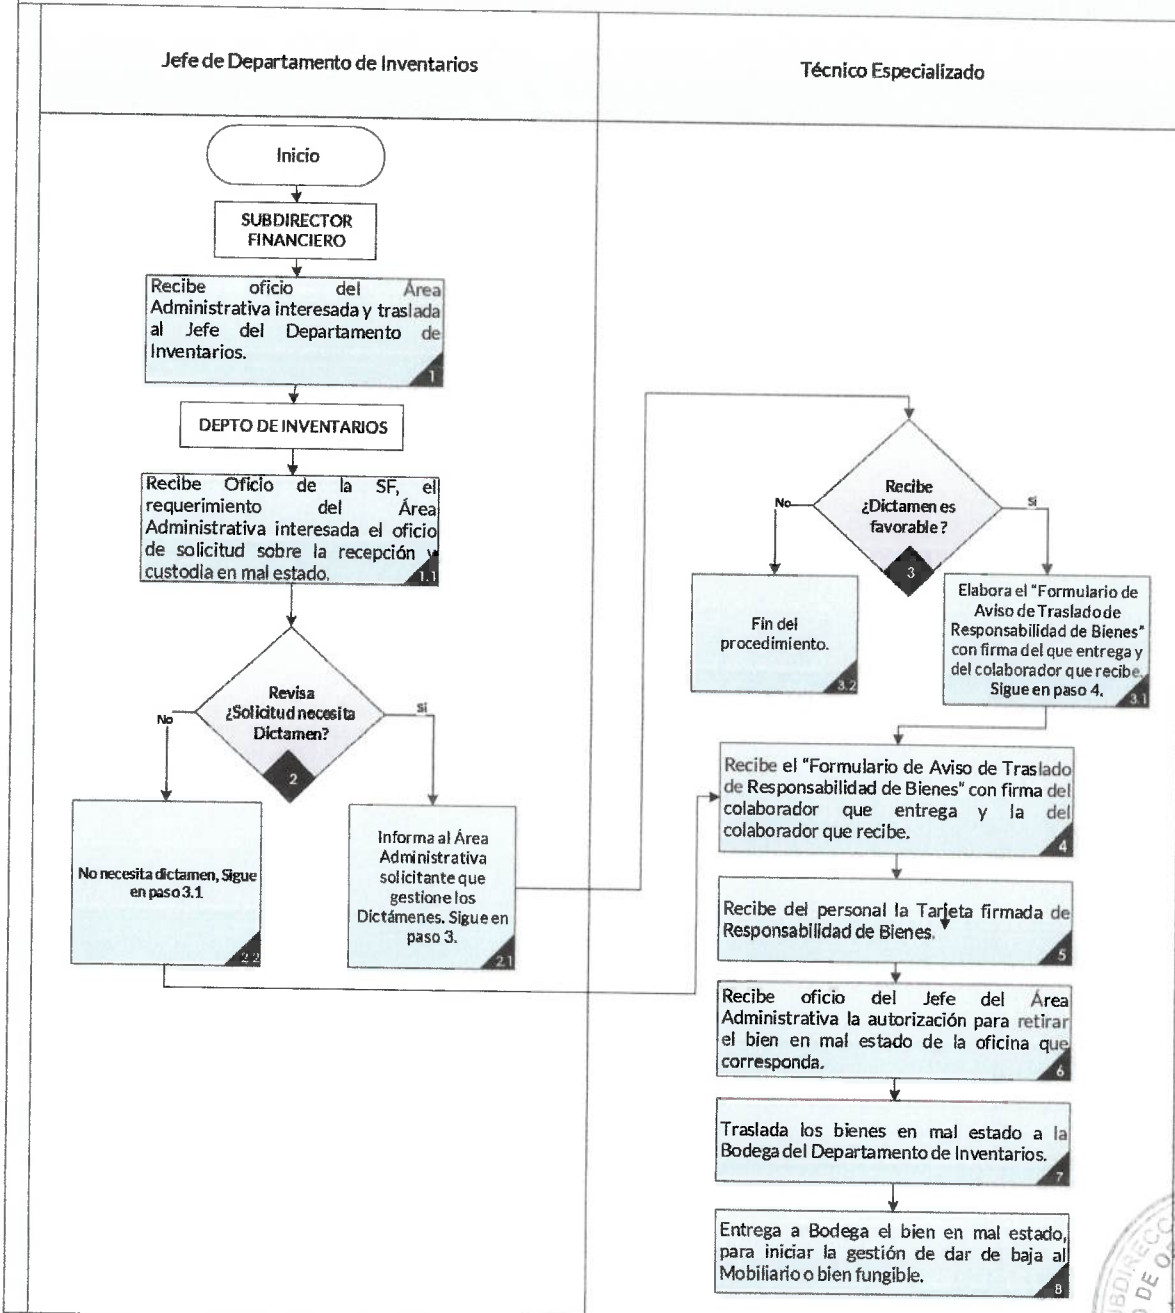 Jefe de Departamento de Inventarios
Técnico Especializado
Inicio
SUBDIRECTOR
FINANCIERO
Recibe oficio del Área
Administrativa interesada y traslada
al Jefe del Departamento de
Inventarios.
1
DEPTO DE INVENTARIOS
Recibe Oficio de la SF, el
requerimiento del Área
Administrativa interesada el oficio
de solicitud sobre la recepción y
custodia en mal estado.
1.1
Revisa
¿Solicitud necesita
Dictamen?
2
No
Si
No necesita dictamen, Sigue
en paso 3.1
2.2
Informa al Área
Administrativa
solicitante que
gestione los
Dictámenes. Sigue en
paso 3.
2.1
Recibe
¿Dictamen es
favorable?
3
No
Si
Fin del
procedimiento.
3.2
Elabora el "Formulario de
Aviso de Traslado de
Responsabilidad de Bienes"
con firma del que entrega y
del colaborador que recibe.
Sigue en paso 4.
3.1
Recibe el "Formulario de Aviso de Traslado
de Responsabilidad de Bienes" con firma del
colaborador que entrega y la del
colaborador que recibe.
4
Recibe del personal la Tarjeta firmada de
Responsabilidad de Bienes.
5
Recibe oficio del Jefe del Área
Administrativa la autorización para retirar
el bien en mal estado de la oficina que
corresponda.
6
Traslada los bienes en mal estado a la
Bodega del Departamento de Inventarios.
7
Entrega a Bodega el bien en mal estado,
para iniciar la gestión de dar de baja al
Mobiliario o bien fungible.
8